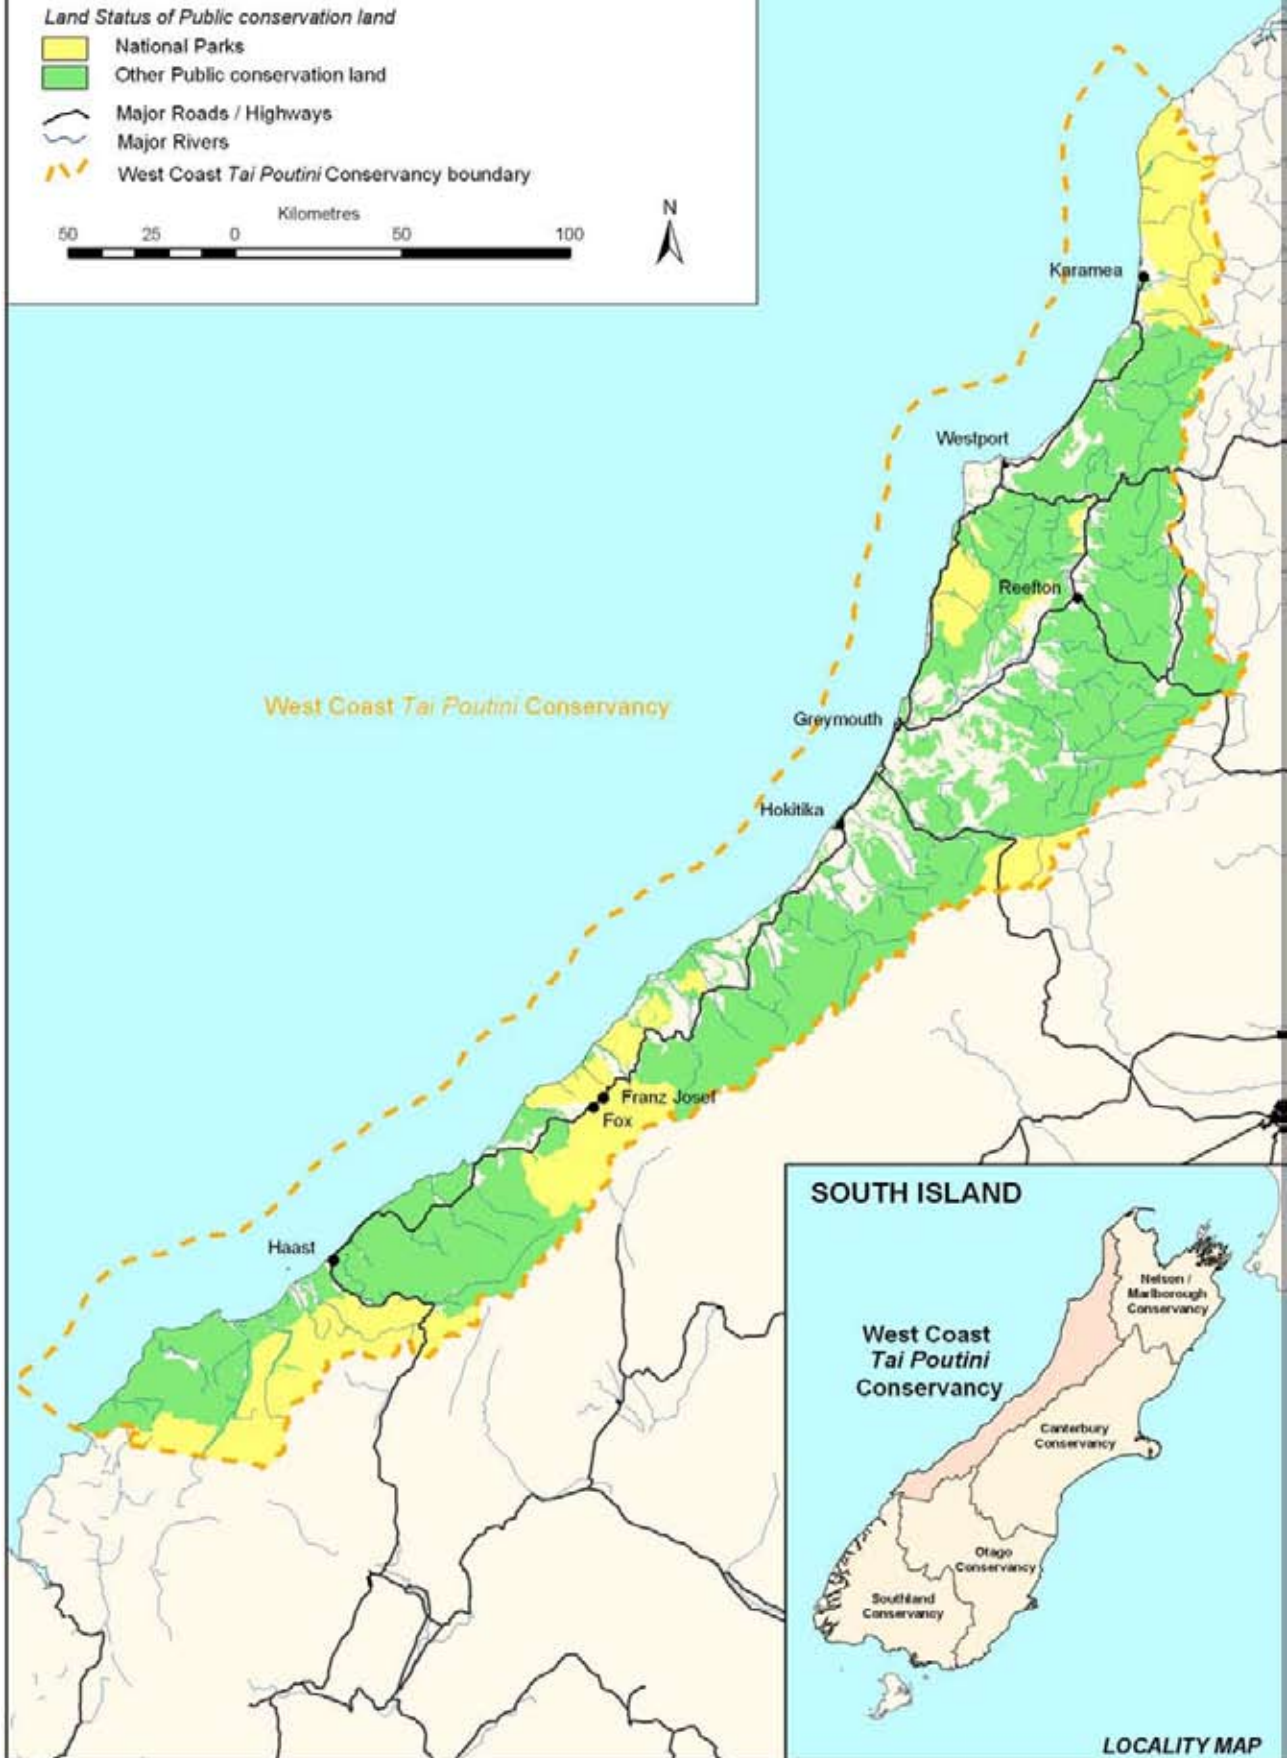 Land Status of Public conservation land
National Parks
Other Public conservation land
Major Roads / Highways
Major Rivers
West Coast Tai Poutini Conservancy boundary
Kilometres
50 25 0 50 100
N
Karamea
Westport
Reefton
West Coast Tai Poutini Conservancy
Greymouth
Hokitika
Franz Josef
Fox
Haast
SOUTH ISLAND
Nelson /
Marlborough
Conservancy
West Coast
Tai Poutini
Conservancy
Canterbury
Conservancy
Otago
Conservancy
Southland
Conservancy
LOCALITY MAP